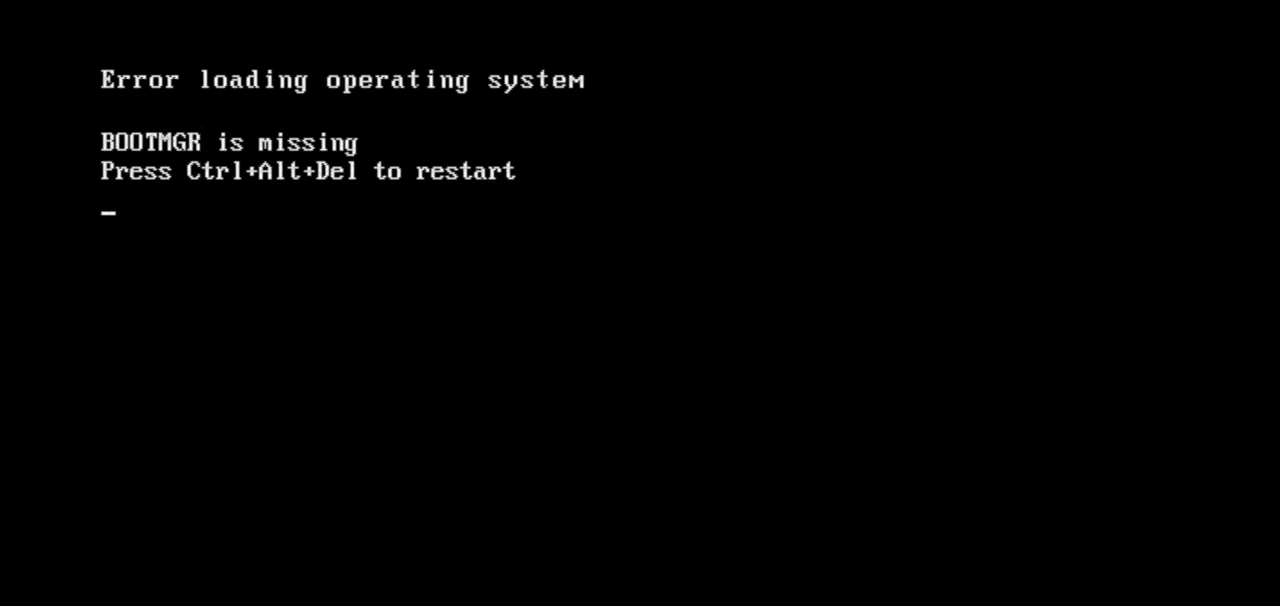 Error loading operating system
BOOTMGR is missing
Press Ctrl+Alt+Del to restart
_